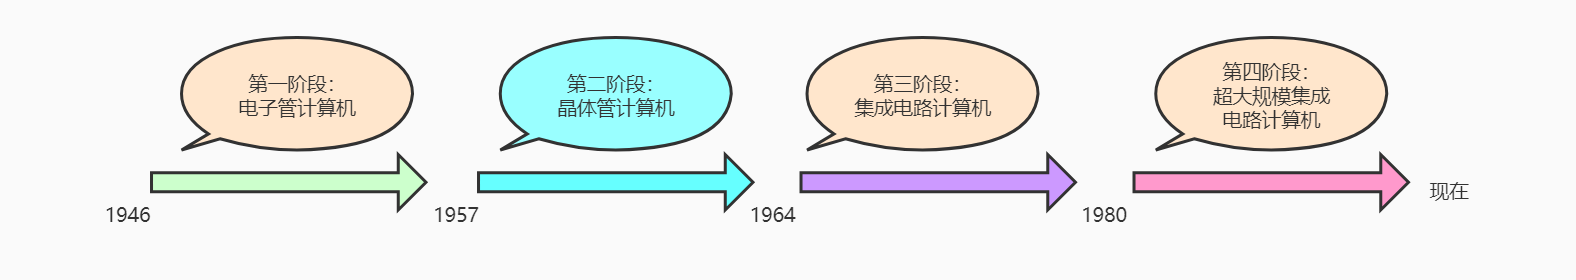 第一阶段:
电子管计算机
第二阶段:
晶体管计算机
第三阶段:
集成电路计算机
第四阶段:
超大规模集成
电路计算机
1946
1957
1964
1980
现在